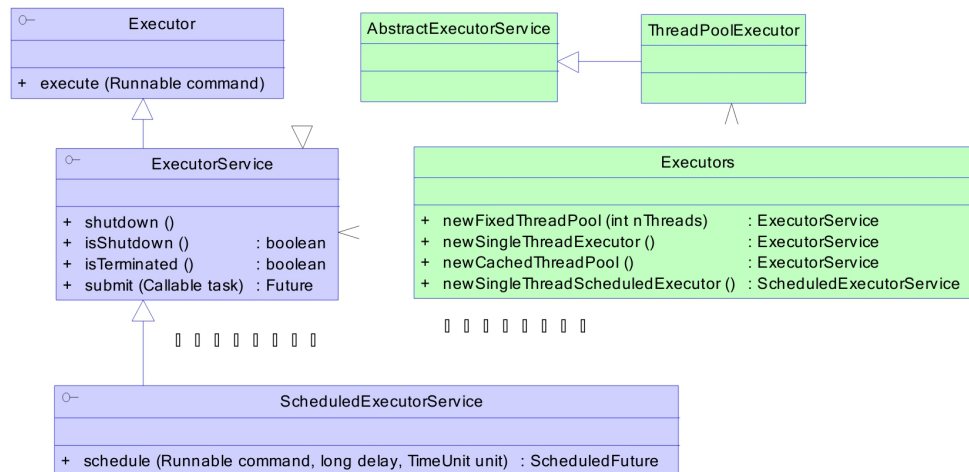 Executor
+ execute (Runnable command)
AbstractExecutorService
ThreadPoolExecutor
ExecutorService
+ shutdown ()
+ isShutdown () : boolean
+ isTerminated () : boolean
+ submit (Callable task) : Future
Executors
+ newFixedThreadPool (int nThreads) : ExecutorService
+ newSingleThreadExecutor () : ExecutorService
+ newCachedThreadPool () : ExecutorService
+ newSingleThreadScheduledExecutor () : ScheduledExecutorService
ScheduledExecutorService
+ schedule (Runnable command, long delay, TimeUnit unit) : ScheduledFuture